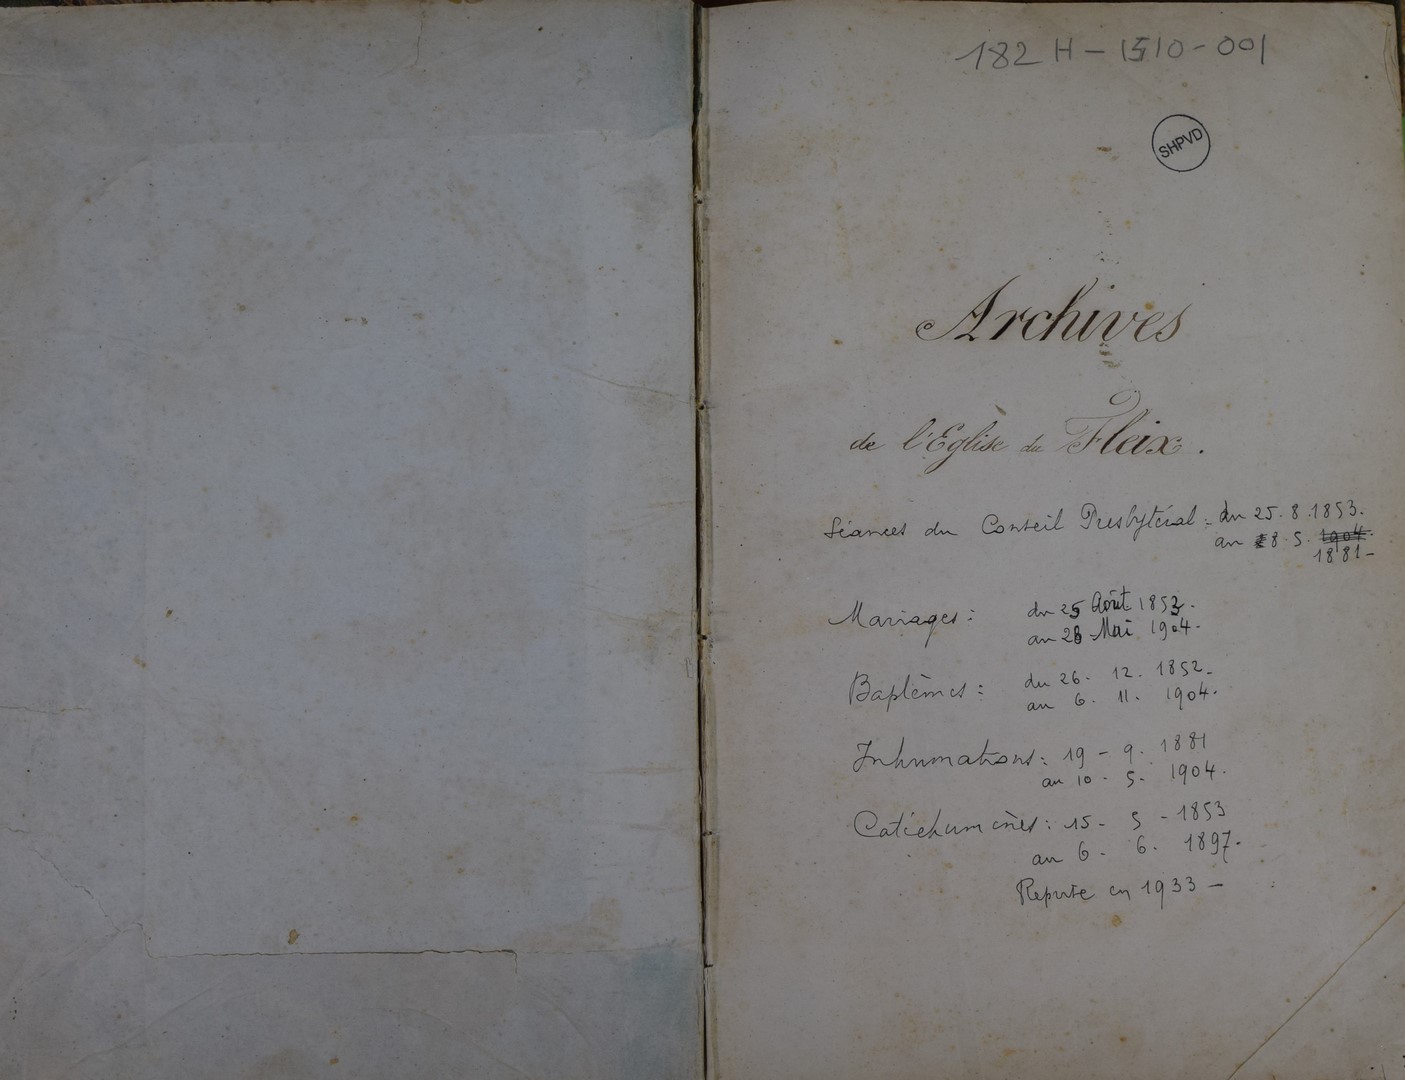 182 H - 1510 - 001
SHPVD
Archives
de l'Eglise du Fleix.
Séances du Conseil Presbytéral : du 25. 8. 1853.
au 8. 5. 1904.
1881 -
Mariages : du 25 Août 1853.
au 28 Mai 1904.
Baptêmes : du 26. 12. 1852.
au 6. 11. 1904.
Inhumations : 19 - 9. 1881
au 10 - 5. 1904.
Catéchumènes : 15 - 5 - 1853
au 6 - 6. 1897.
Reprise en 1933 -